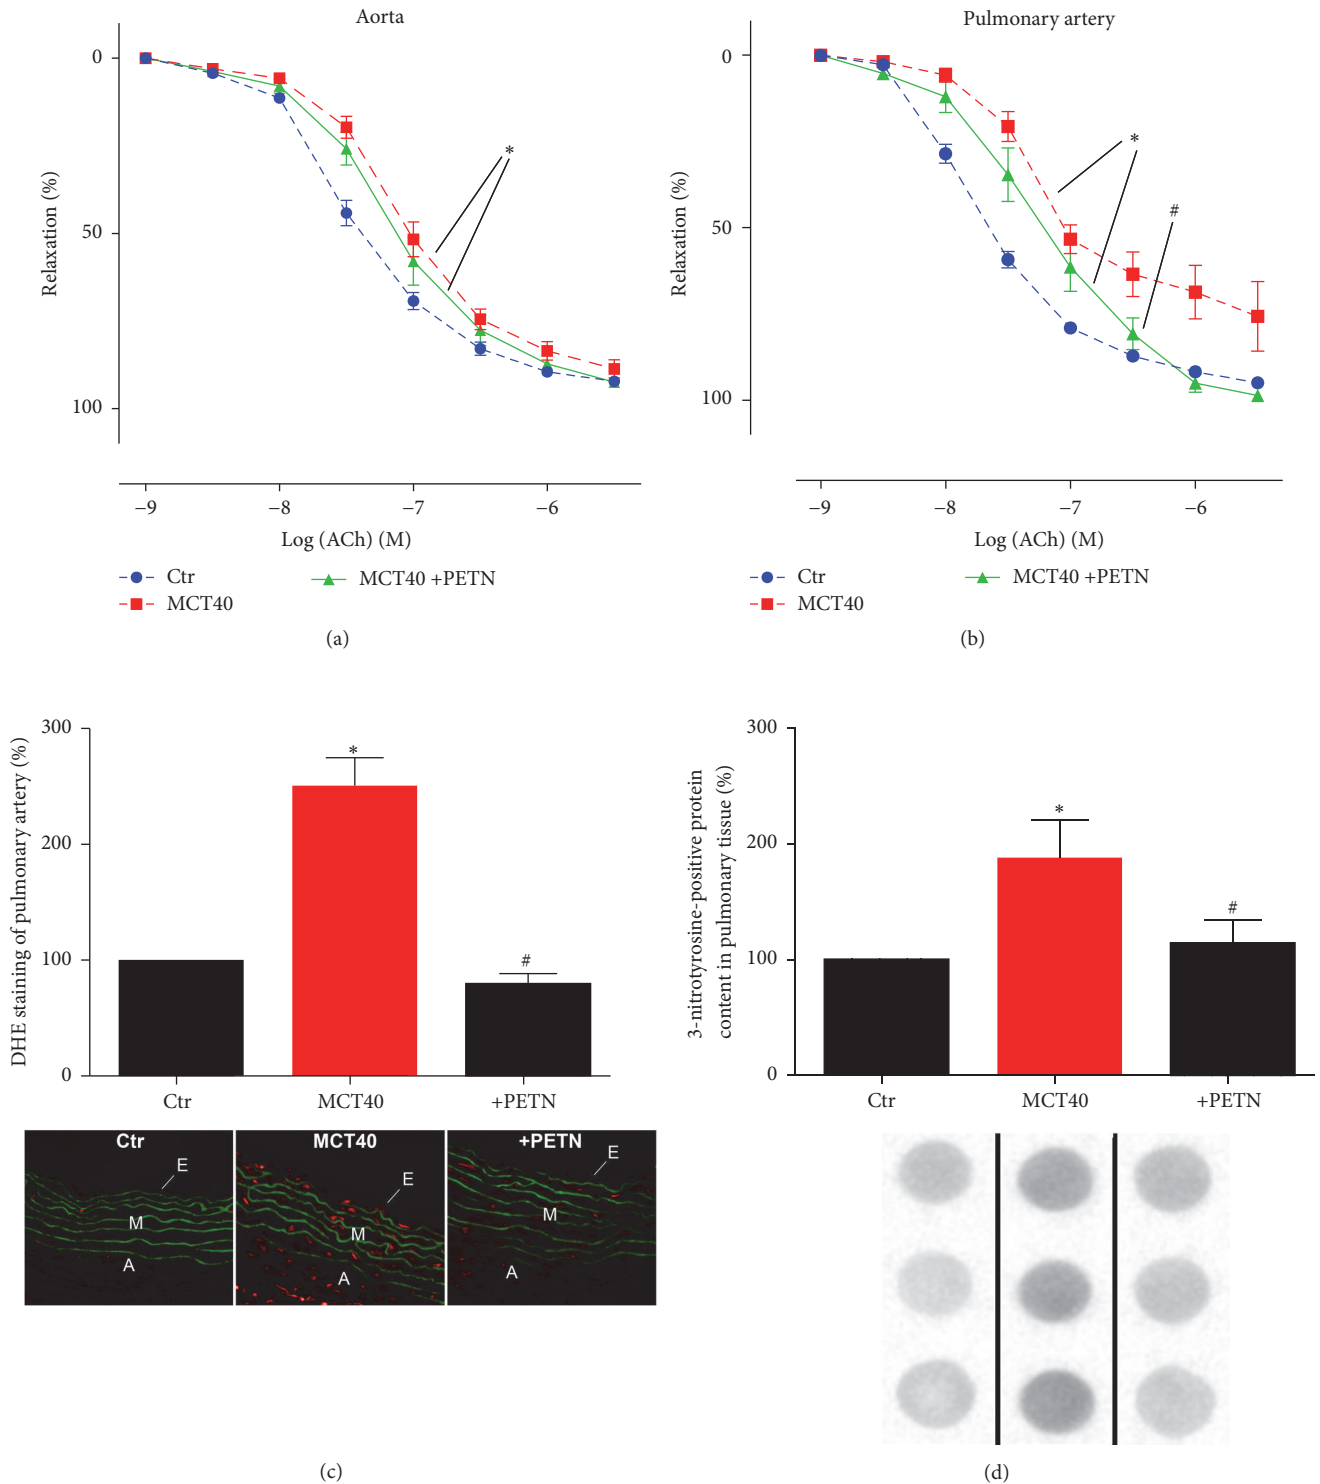 Aorta
0
50
100
Relaxation (%)
*
−9
−8
−7
−6
Log (ACh) (M)
Ctr
MCT40
MCT40 +PETN
(a)
Pulmonary artery
0
50
100
Relaxation (%)
*
#
−9
−8
−7
−6
Log (ACh) (M)
Ctr
MCT40
MCT40 +PETN
(b)
300
200
100
0
DHE staining of pulmonary artery (%)
*
#
Ctr
MCT40
+PETN
Ctr
E
M
A
MCT40
E
M
A
+PETN
E
M
A
(c)
300
200
100
0
3-nitrotyrosine-positive protein
content in pulmonary tissue (%)
*
#
Ctr
MCT40
+PETN
(d)